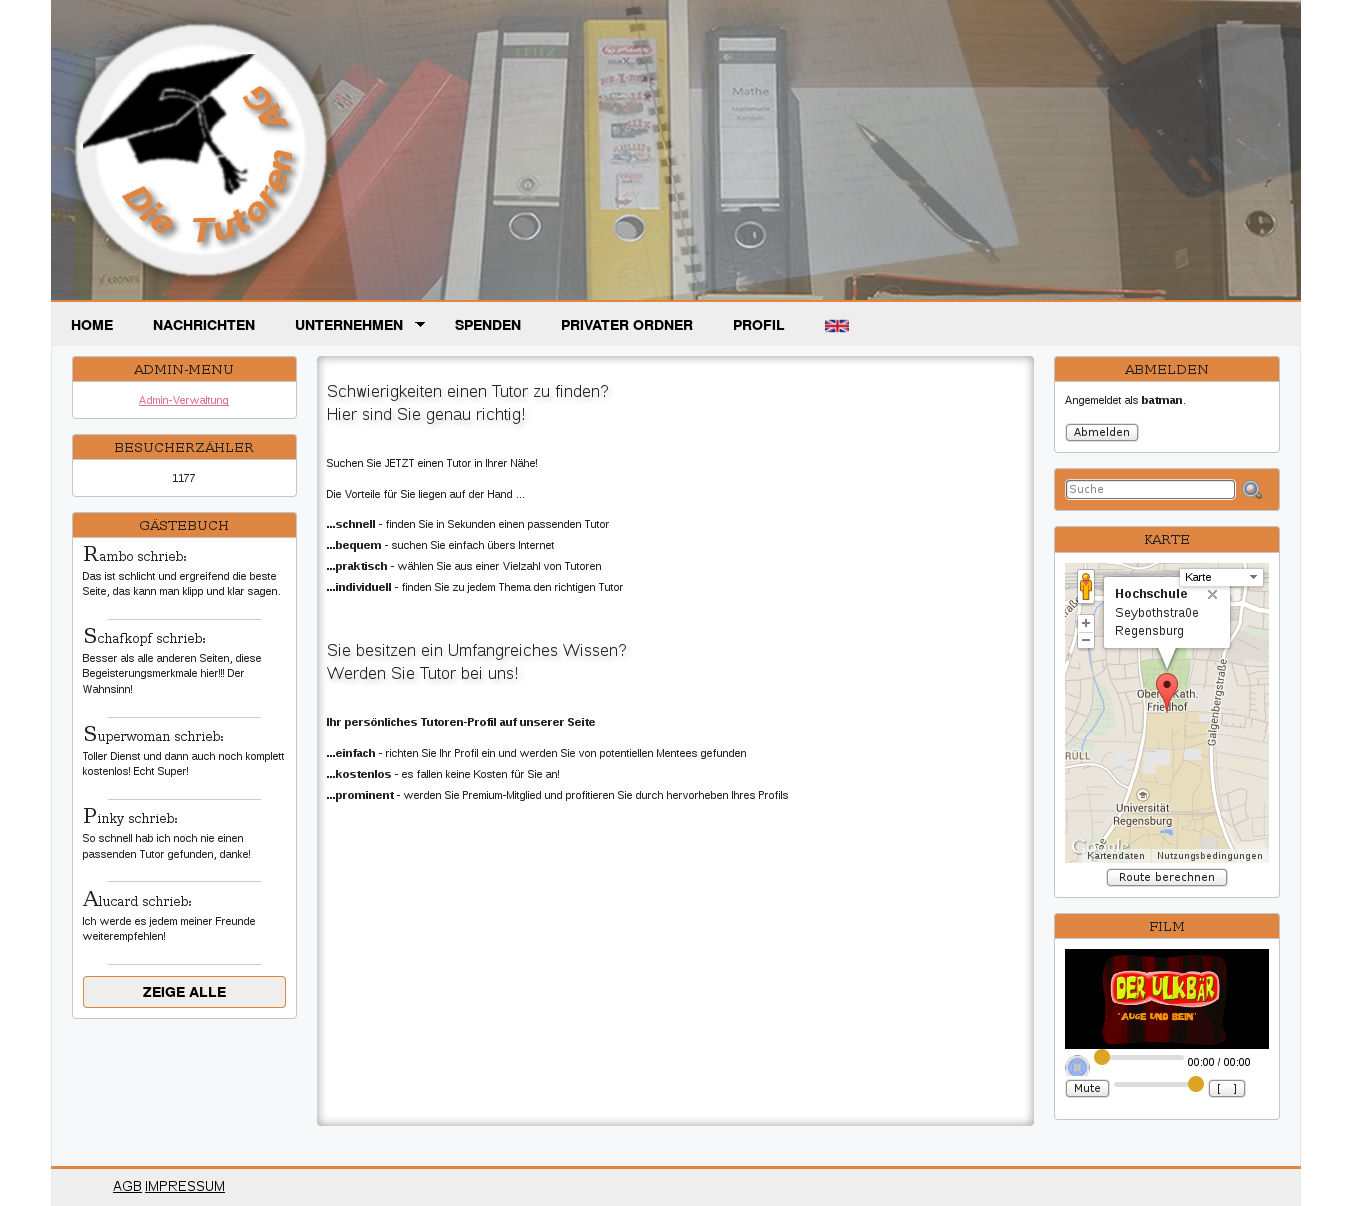 Die Tutoren AG
LEITZ
maX
Mathe
KRONES
HOME
NACHRICHTEN
UNTERNEHMEN
SPENDEN
PRIVATER ORDNER
PROFIL
ADMIN-MENU
Admin-Verwaltung
BESUCHERZÄHLER
1177
GÄSTEBUCH
Rambo schrieb:
Das ist schlicht und ergreifend die beste
Seite, das kann man klipp und klar sagen.
Schafkopf schrieb:
Besser als alle anderen Seiten, diese
Begeisterungsmerkmale hier!!! Der
Wahnsinn!
Superwoman schrieb:
Toller Dienst und dann auch noch komplett
kostenlos! Echt Super!
Pinky schrieb:
So schnell hab ich noch nie einen
passenden Tutor gefunden, danke!
Alucard schrieb:
Ich werde es jedem meiner Freunde
weiterempfehlen!
ZEIGE ALLE
Schwierigkeiten einen Tutor zu finden?
Hier sind Sie genau richtig!
Suchen Sie JETZT einen Tutor in Ihrer Nähe!
Die Vorteile für Sie liegen auf der Hand ...
...schnell - finden Sie in Sekunden einen passenden Tutor
...bequem - suchen Sie einfach übers Internet
...praktisch - wählen Sie aus einer Vielzahl von Tutoren
...individuell - finden Sie zu jedem Thema den richtigen Tutor
Sie besitzen ein Umfangreiches Wissen?
Werden Sie Tutor bei uns!
Ihr persönliches Tutoren-Profil auf unserer Seite
...einfach - richten Sie Ihr Profil ein und werden Sie von potentiellen Mentees gefunden
...kostenlos - es fallen keine Kosten für Sie an!
...prominent - werden Sie Premium-Mitglied und profitieren Sie durch hervorheben Ihres Profils
ABMELDEN
Angemeldet als batman.
Abmelden
Suche
KARTE
Karte
Hochschule
Seybothstraße
Regensburg
Galgenbergstraße
RÜLL
Universität
Regensburg
Google
Kartendaten
Nutzungsbedingungen
Route berechnen
FILM
DER ULKBÄR
"AUGE UND BEIN"
00:00 / 00:00
Mute
[ ]
AGB IMPRESSUM